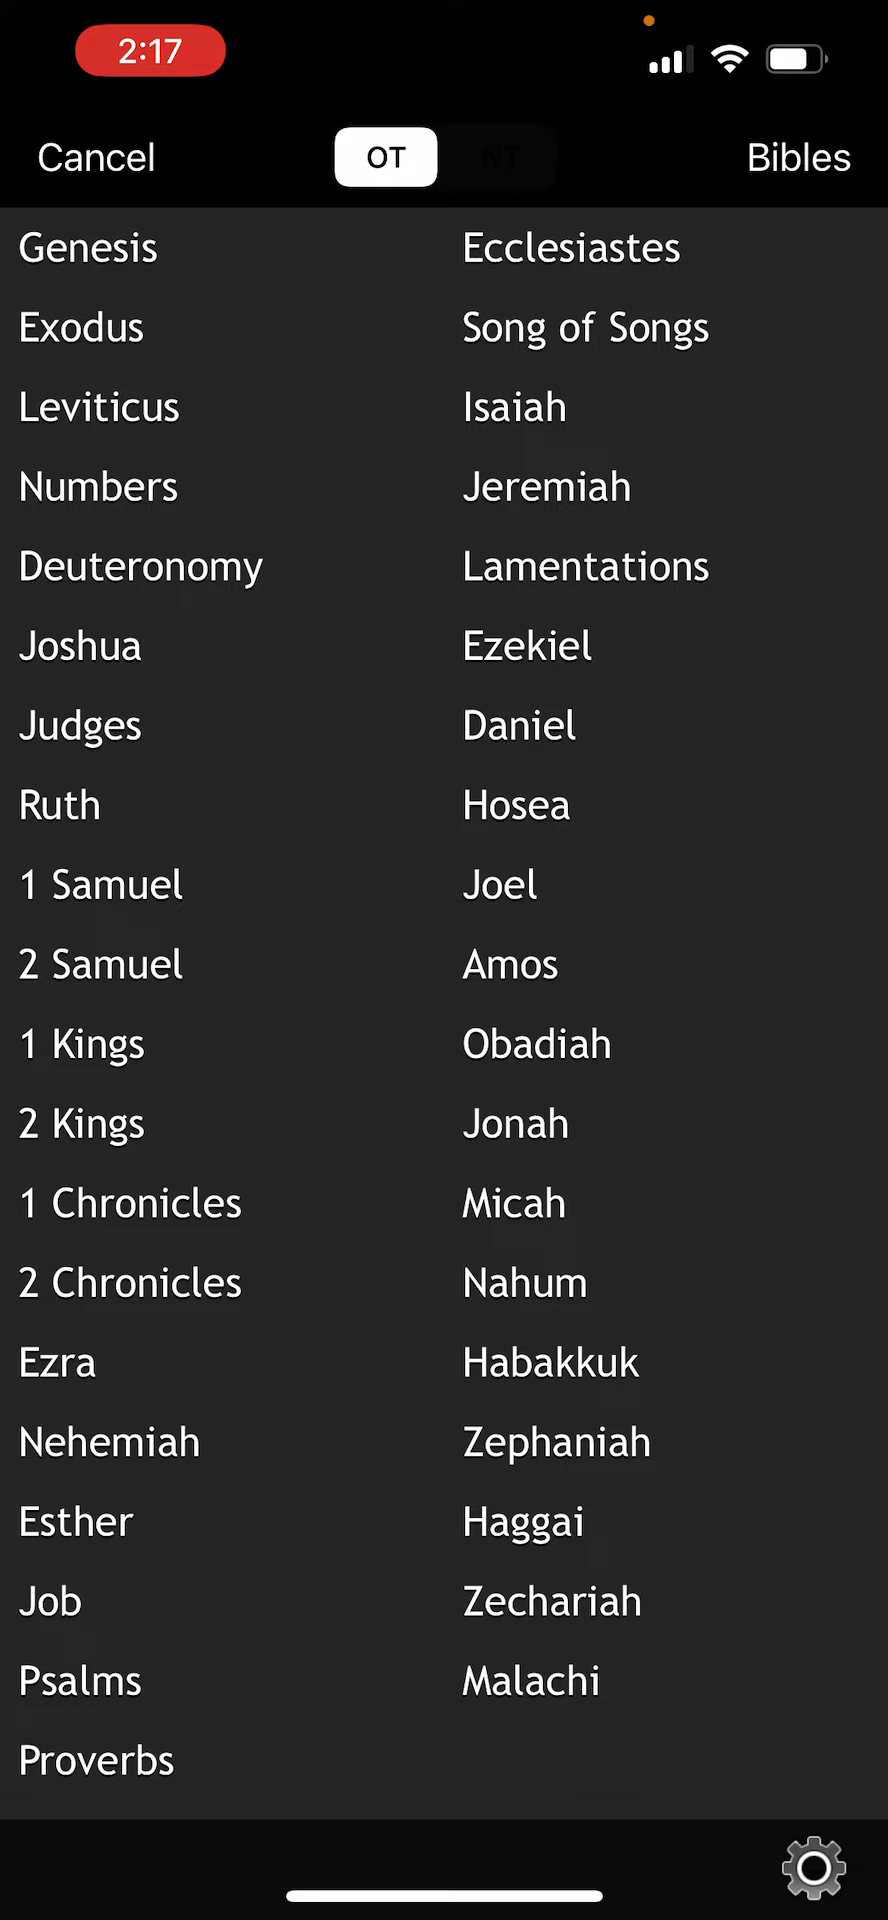 2:17
Cancel OT NT Bibles
Genesis
Exodus
Leviticus
Numbers
Deuteronomy
Joshua
Judges
Ruth
1 Samuel
2 Samuel
1 Kings
2 Kings
1 Chronicles
2 Chronicles
Ezra
Nehemiah
Esther
Job
Psalms
Proverbs
Ecclesiastes
Song of Songs
Isaiah
Jeremiah
Lamentations
Ezekiel
Daniel
Hosea
Joel
Amos
Obadiah
Jonah
Micah
Nahum
Habakkuk
Zephaniah
Haggai
Zechariah
Malachi